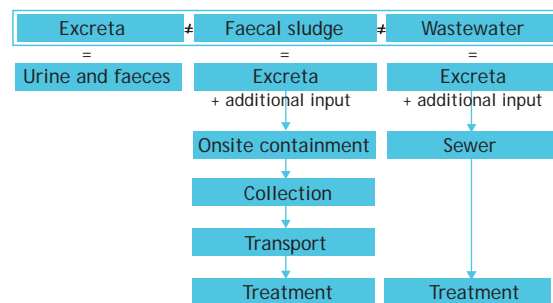 Excreta ≠ Faecal sludge ≠ Wastewater
= = =
Urine and faeces Excreta Excreta
+ additional input + additional input
Onsite containment Sewer
Collection
Transport
Treatment Treatment